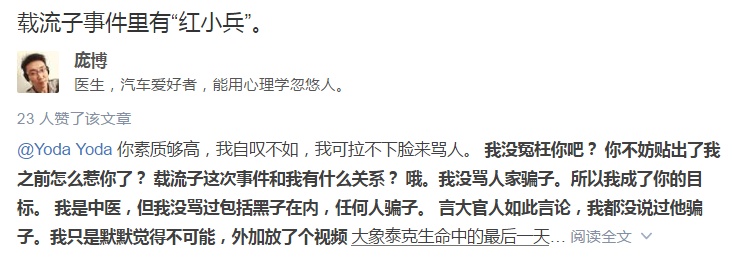 载流子事件里有“红小兵”。
庞博
医生，汽车爱好者，能用心理学忽悠人。
23 人赞了该文章
@Yoda Yoda 你素质够高，我自叹不如，我可拉不下脸来骂人。 我没冤枉你吧？ 你不妨贴出了我
之前怎么惹你了？ 载流子这次事件和我有什么关系？ 哦。我没骂人家骗子。所以我成了你的目
标。 我是中医，但我没骂过包括黑子在内，任何人骗子。 言大官人如此言论，我都没说过他骗
子。我只是默默觉得不可能，外加放了个视频 大象泰克生命中的最后一天… 阅读全文